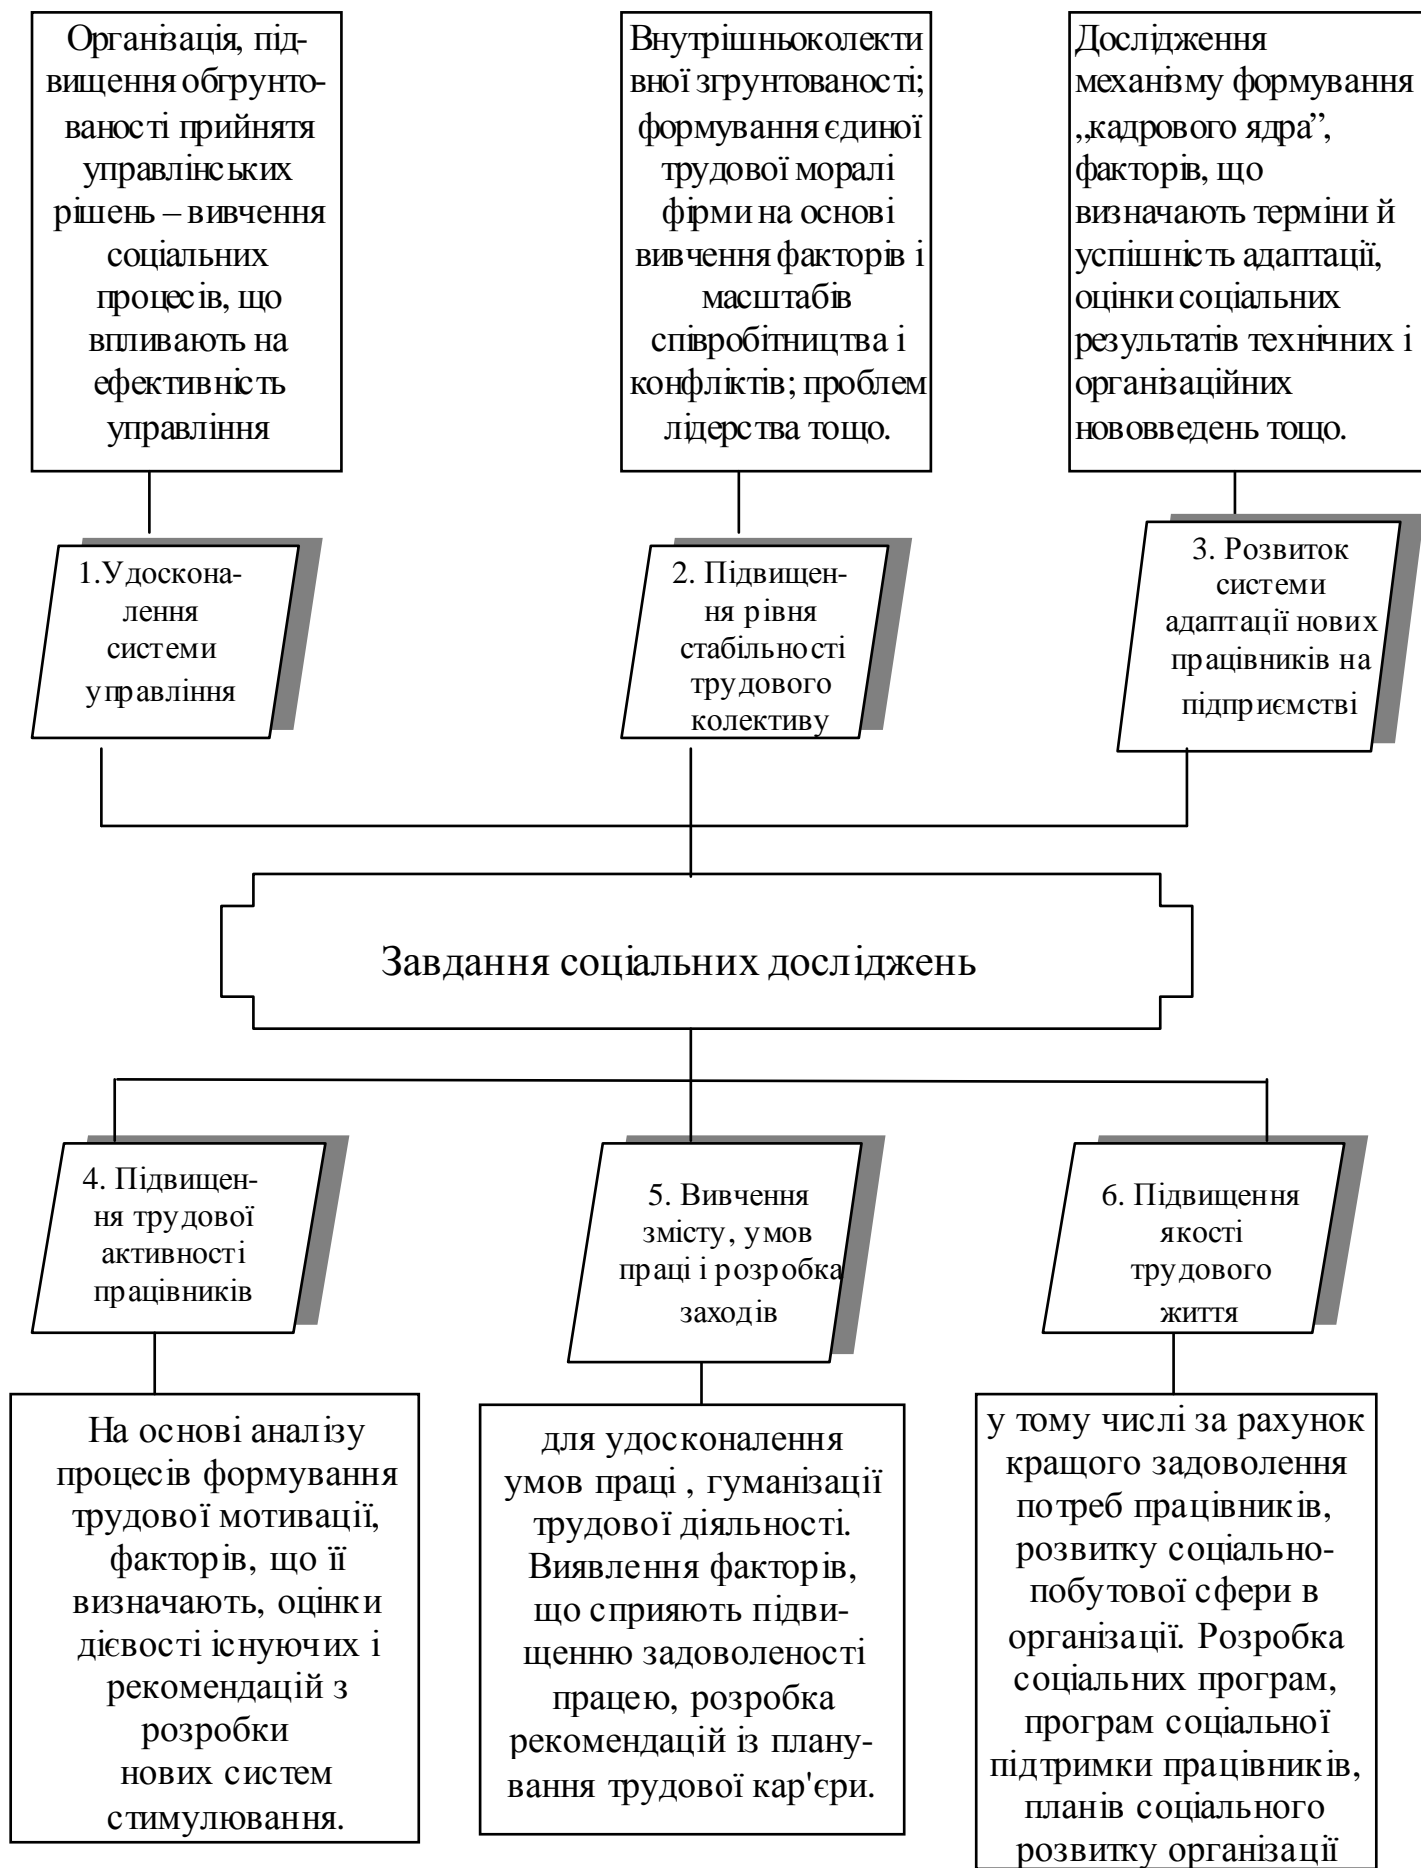 Організація, під-
вищення обгрунто-
ваності прийнятя
управлінських
рішень – вивчення
соціальних
процесів, що
впливають на
ефективність
управління
Внутрішньоколекти
вної згрунтованості;
формування єдиної
трудової моралі
фірми на основі
вивчення факторів і
масштабів
співробітництва і
конфліктів; проблем
лідерства тощо.
Дослідження
механізму формування
„кадрового ядра”,
факторів, що
визначають терміни й
успішність адаптації,
оцінки соціальних
результатів технічних і
організаційних
нововведень тощо.
1.Удоскона-
лення
системи
управління
2. Підвищен-
ня рівня
стабільності
трудового
колективу
3. Розвиток
системи
адаптації нових
працівників на
підприємстві
Завдання соціальних досліджень
4. Підвищен-
ня трудової
активності
працівників
5. Вивчення
змісту, умов
праці і розробка
заходів
6. Підвищення
якості
трудового
життя
На основі аналізу
процесів формування
трудової мотивації,
факторів, що її
визначають, оцінки
дієвості існуючих і
рекомендацій з
розробки
нових систем
стимулювання.
для удосконалення
умов праці , гуманізації
трудової діяльності.
Виявлення факторів,
що сприяють підви-
щенню задоволеності
працею, розробка
рекомендацій із плану-
вання трудової кар'єри.
у тому числі за рахунок
кращого задоволення
потреб працівників,
розвитку соціально-
побутової сфери в
організації. Розробка
соціальних програм,
програм соціальної
підтримки працівників,
планів соціального
розвитку організації